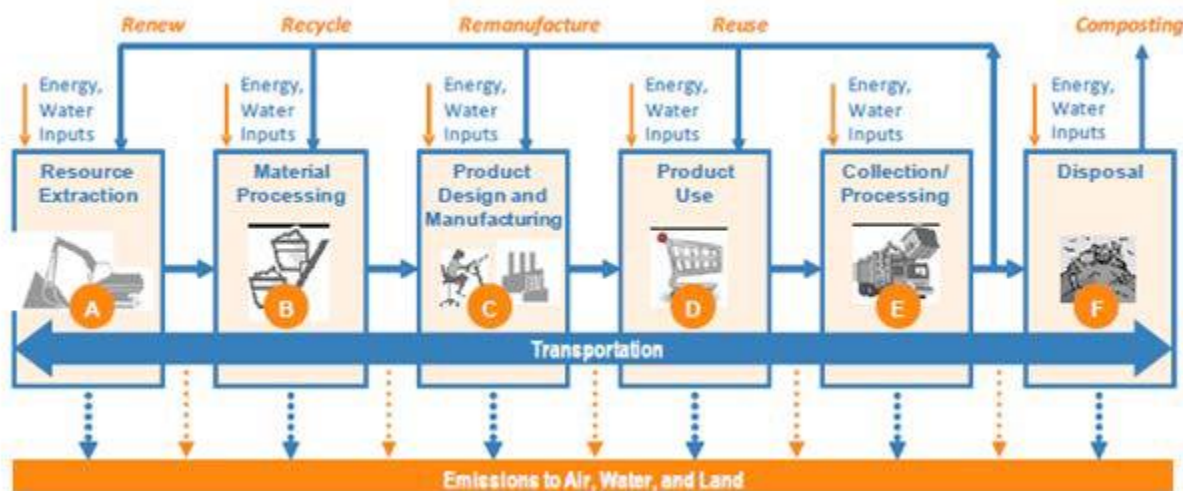 Renew Recycle Remanufacture Reuse Composting
Energy, Energy, Energy, Energy, Energy, Energy,
Water Water Water Water Water Water
Inputs Inputs Inputs Inputs Inputs Inputs
Resource Material Product Product Collection/ Disposal
Extraction Processing Design and Use Processing
Manufacturing
A B C D E F
Transportation
Emissions to Air, Water, and Land